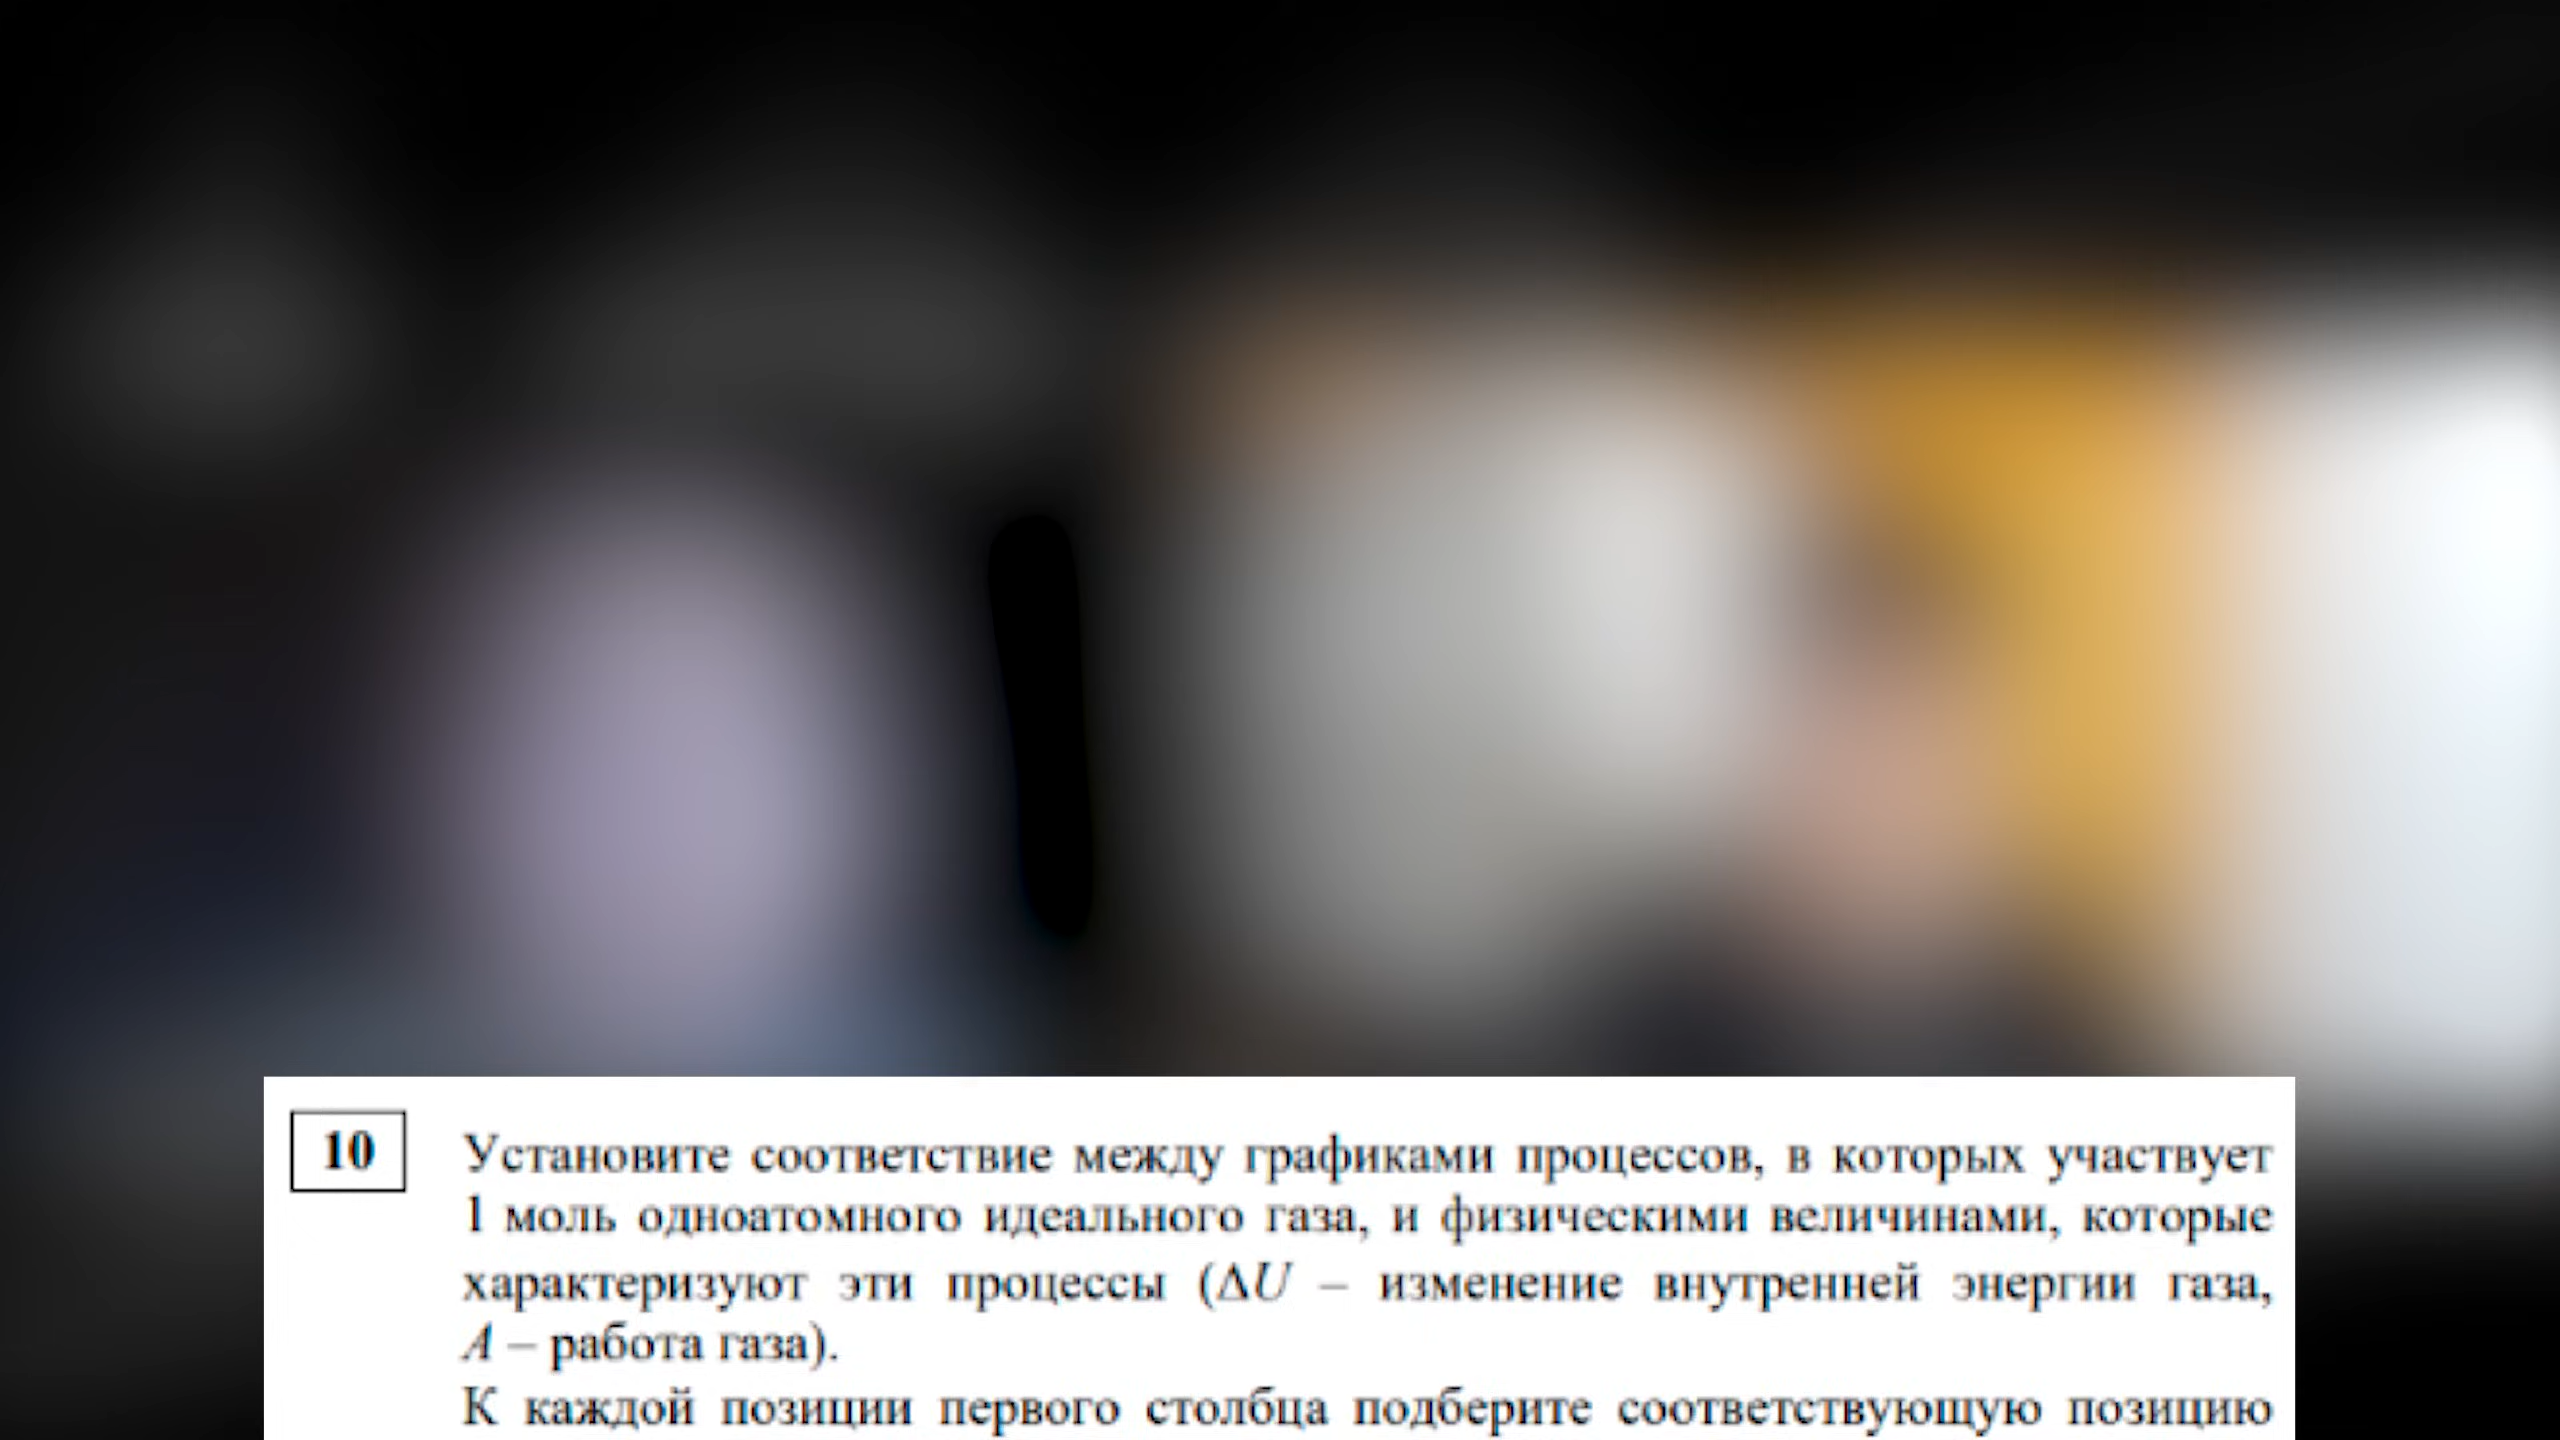 10
Установите соответствие между графиками процессов, в которых участвует
1 моль одноатомного идеального газа, и физическими величинами, которые
характеризуют эти процессы (ΔU – изменение внутренней энергии газа,
A – работа газа).
К каждой позиции первого столбца подберите соответствующую позицию